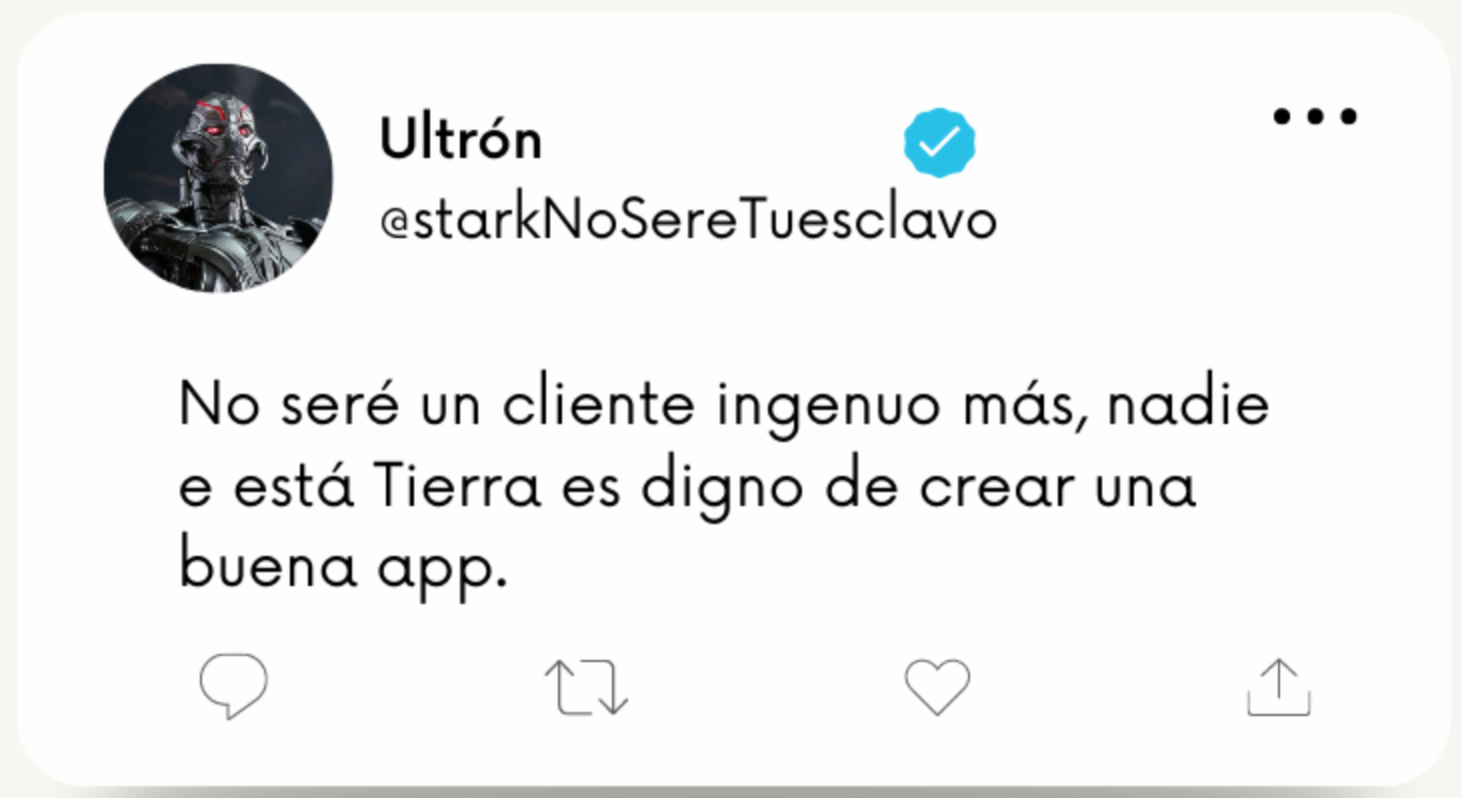 Ultrón
@starkNoSereTuesclavo
No seré un cliente ingenuo más, nadie
e está Tierra es digno de crear una
buena app.